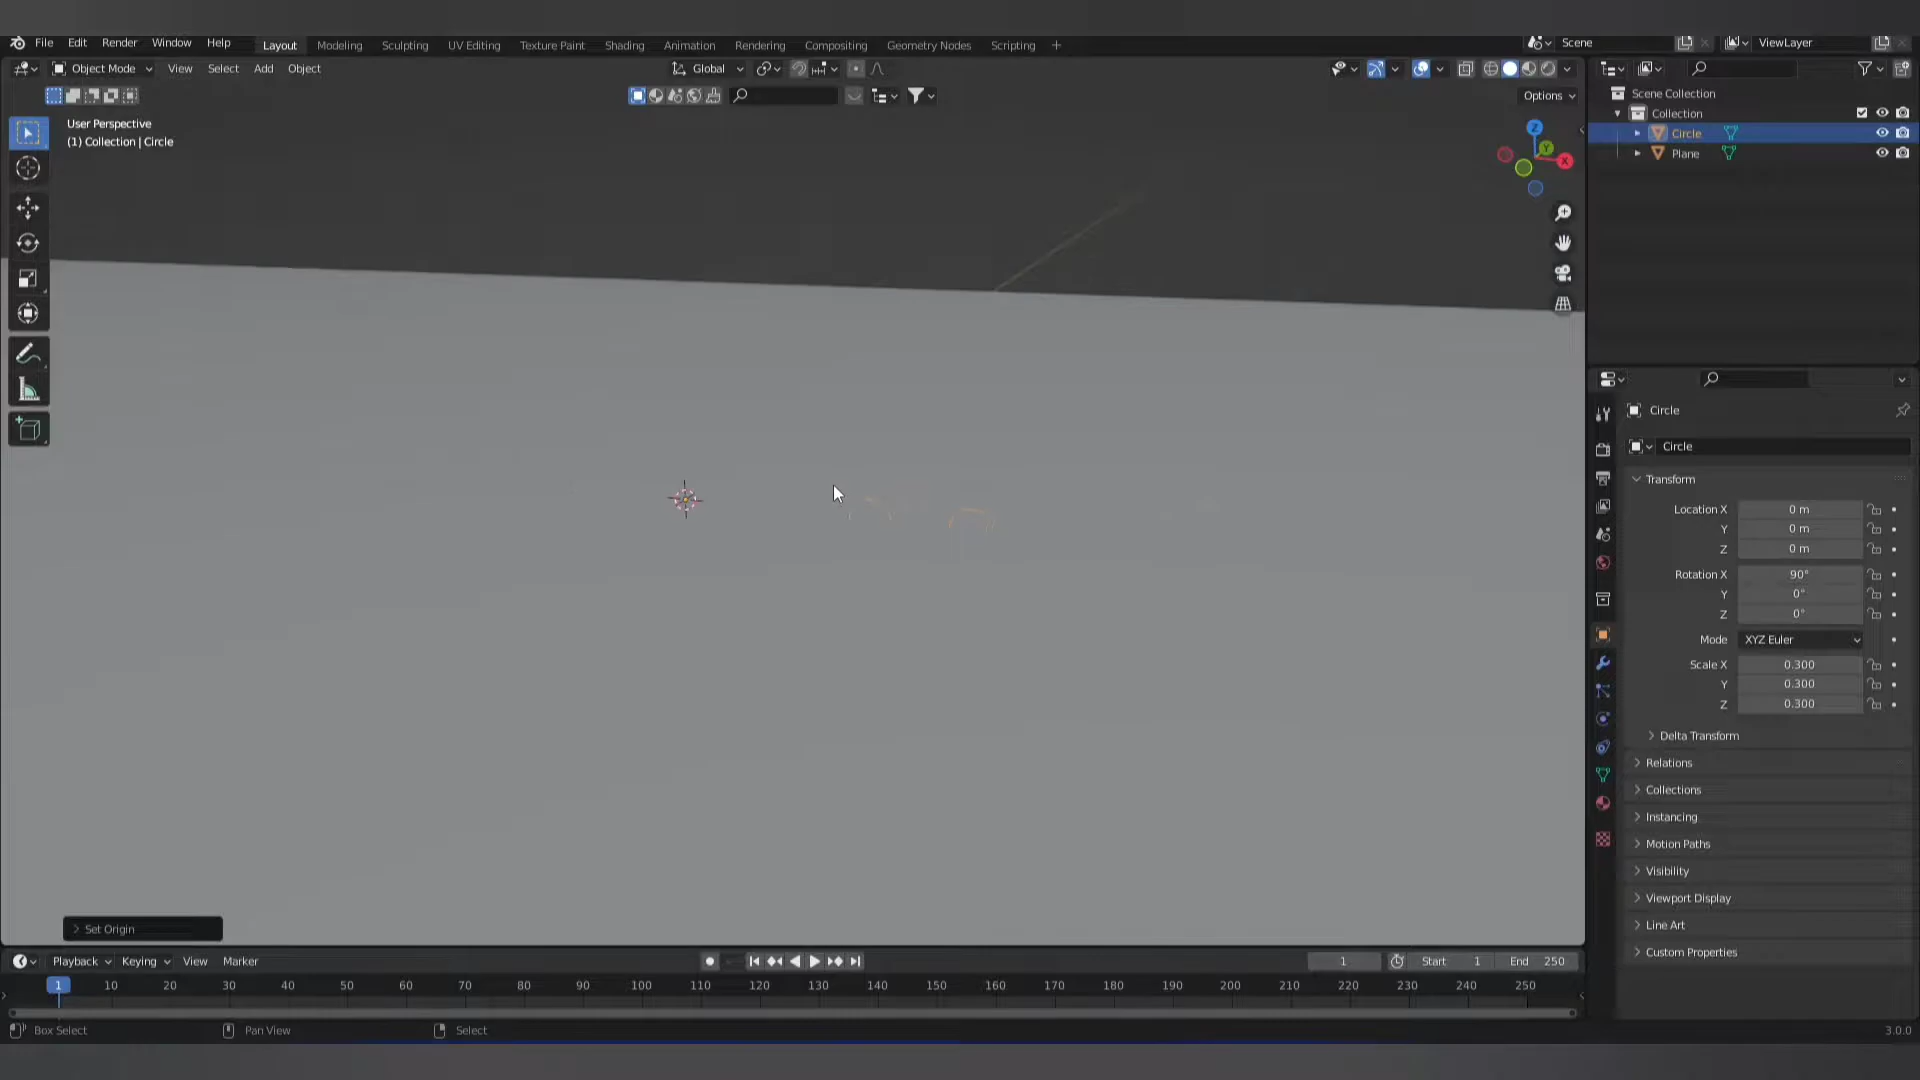 File Edit Render Window Help Layout Modeling Sculpting UV Editing Texture Paint Shading Animation Rendering Compositing Geometry Nodes Scripting + Scene ViewLayer
Object Mode View Select Add Object Global
Options
User Perspective
(1) Collection | Circle
Z
Y
X
Scene Collection
Collection
Circle
Plane
Circle
Circle
Transform
Location X 0 m
Y 0 m
Z 0 m
Rotation X 90°
Y 0°
Z 0°
Mode XYZ Euler
Scale X 0.300
Y 0.300
Z 0.300
Delta Transform
Relations
Collections
Instancing
Motion Paths
Visibility
Viewport Display
Line Art
Custom Properties
Set Origin
Playback Keying View Marker 1 Start 1 End 250
1 10 20 30 40 50 60 70 80 90 100 110 120 130 140 150 160 170 180 190 200 210 220 230 240 250
Box Select Pan View Select 3.0.0